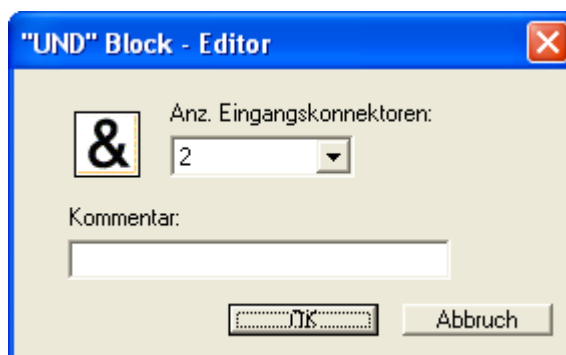 "UND" Block - Editor
& Anz. Eingangskonnektoren:
2
Kommentar:
OK Abbruch